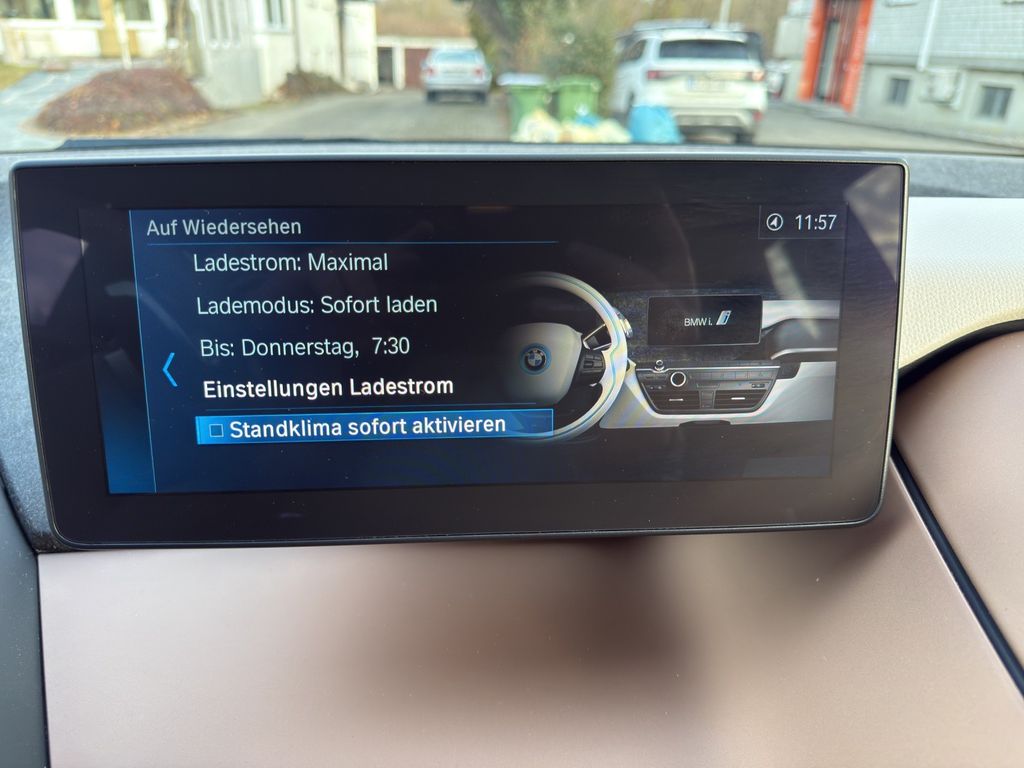 Auf Wiedersehen
11:57
Ladestrom: Maximal
Lademodus: Sofort laden
Bis: Donnerstag, 7:30
Einstellungen Ladestrom
Standklima sofort aktivieren
BMW i.